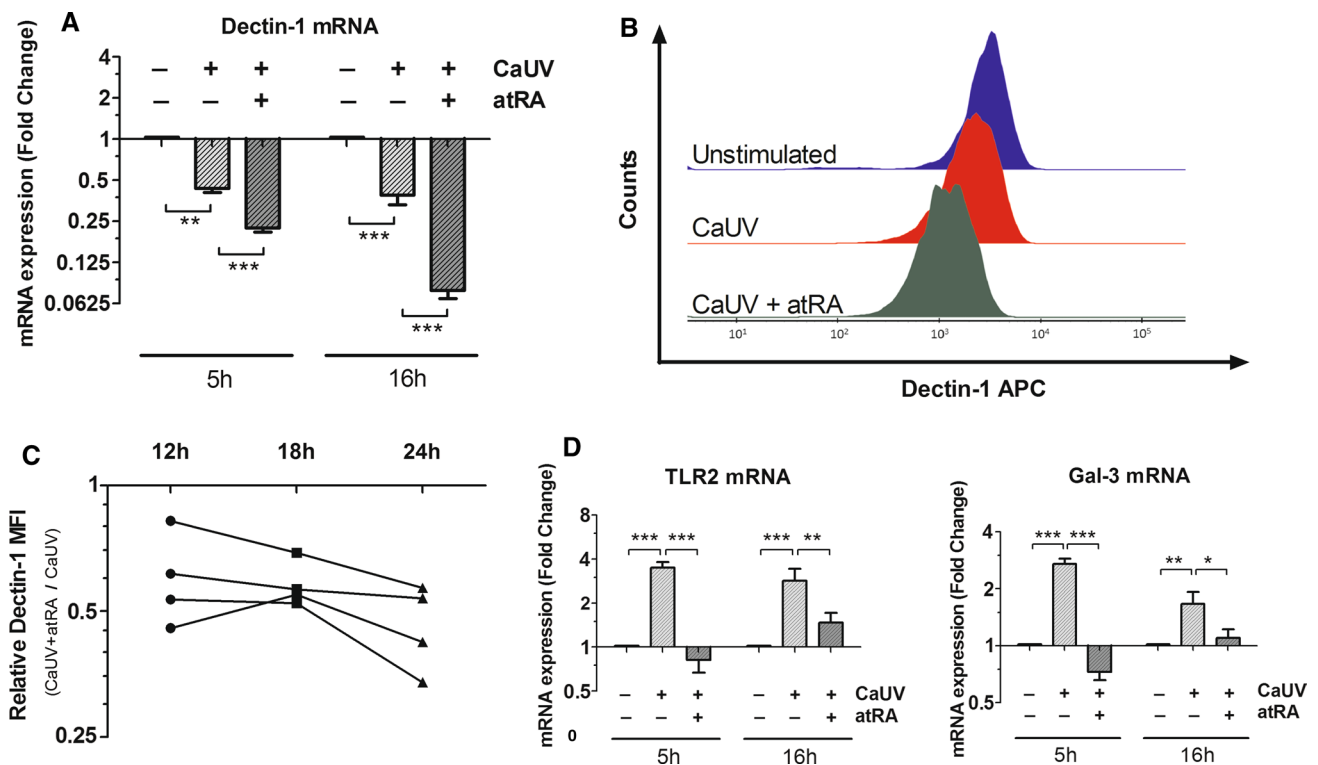 A
Dectin-1 mRNA
mRNA expression (Fold Change)
4
2
1
0.5
0.25
0.125
0.0625
– + + – + + CaUV
– – + – – + atRA
** *** *** ***
5h 16h
B
Counts
Unstimulated
CaUV
CaUV + atRA
10¹ 10² 10³ 10⁴ 10⁵
Dectin-1 APC
C
12h 18h 24h
Relative Dectin-1 MFI
(CaUV+atRA / CaUV)
1
0.5
0.25
D
TLR2 mRNA
mRNA expression (Fold Change)
8
4
2
1
0.5
0
*** *** *** **
– + + – + + CaUV
– – + – – + atRA
5h 16h
Gal-3 mRNA
mRNA expression (Fold Change)
4
2
1
0.5
*** *** ** *
– + + – + + CaUV
– – + – – + atRA
5h 16h